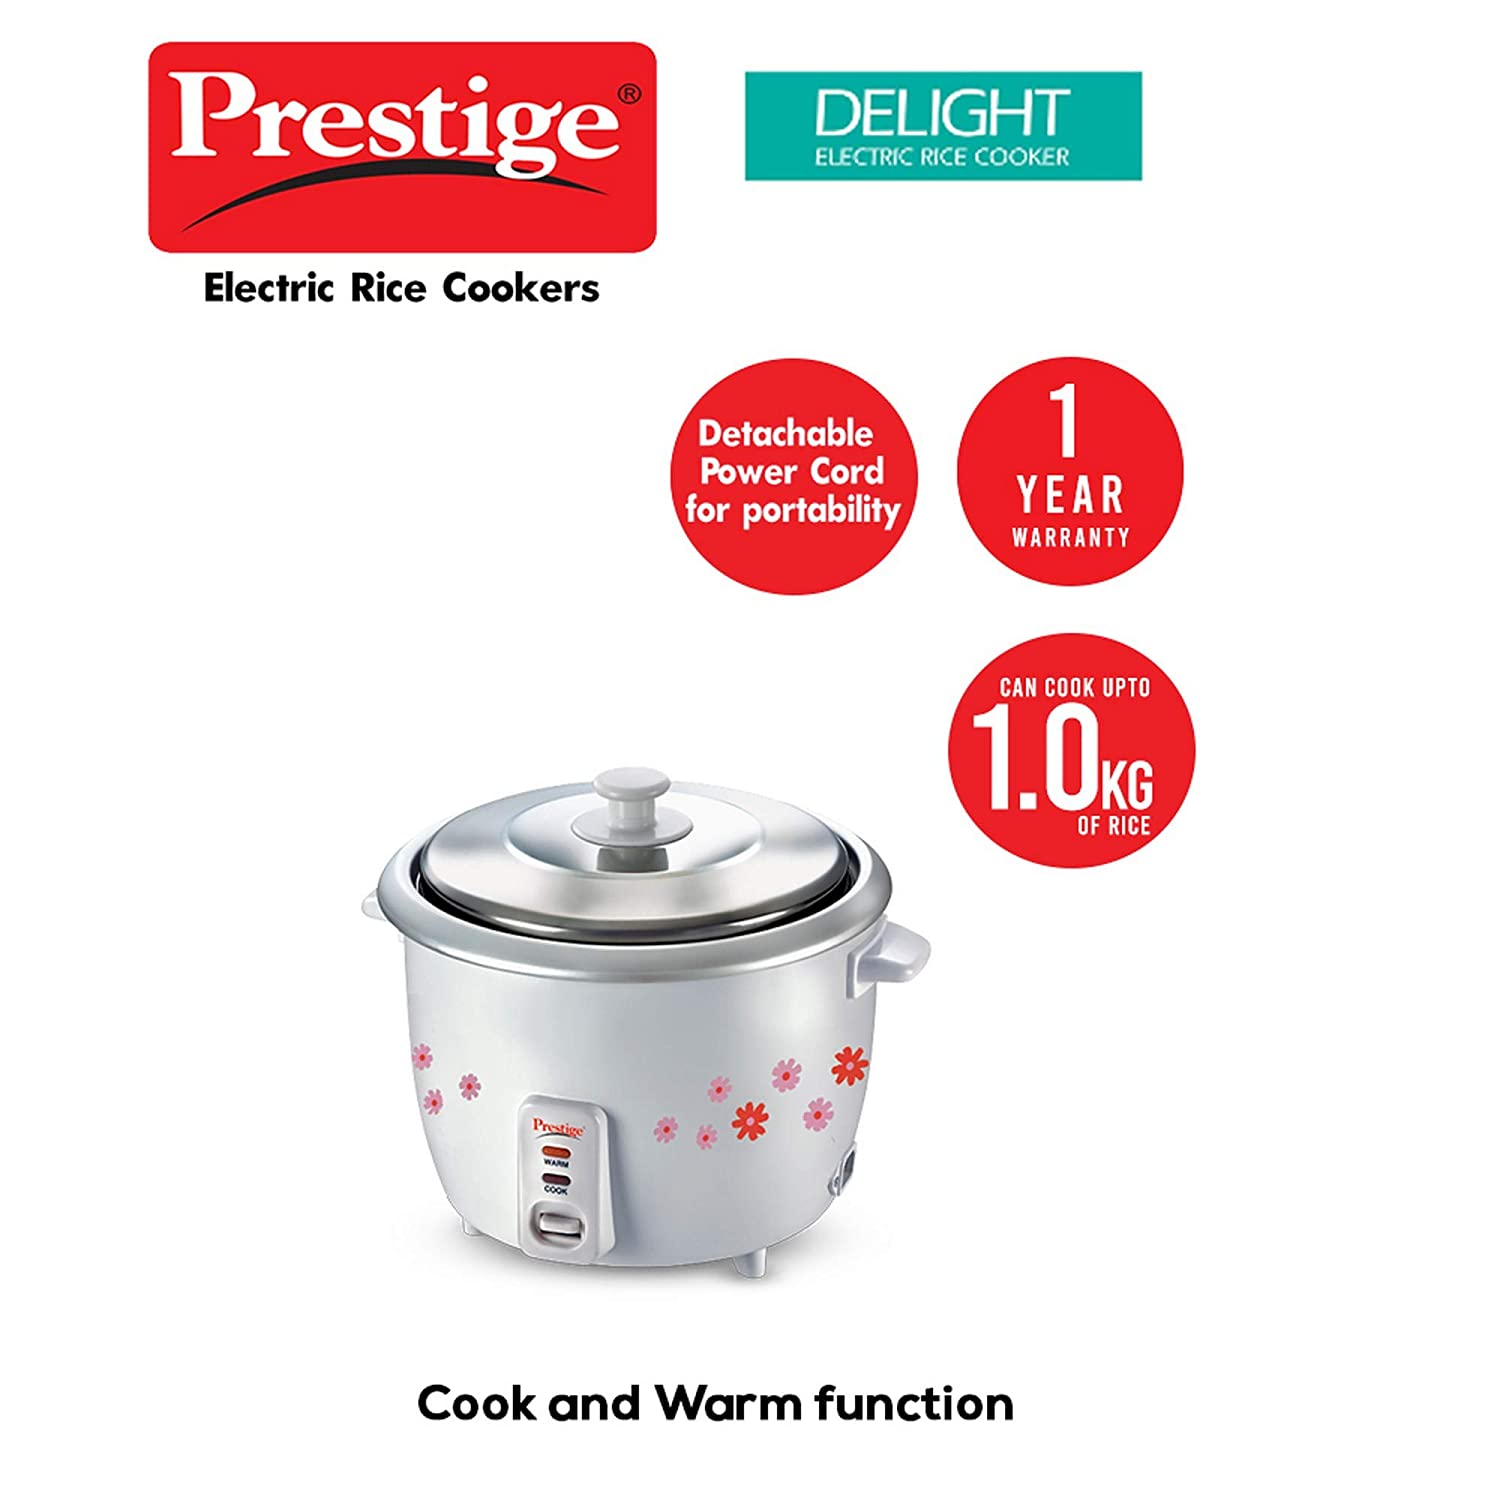 Prestige®
Electric Rice Cookers
DELIGHT
ELECTRIC RICE COOKER
Detachable
Power Cord
for portability
1
YEAR
WARRANTY
CAN COOK UPTO
1.0KG
OF RICE
Prestige
WARM
COOK
Cook and Warm function